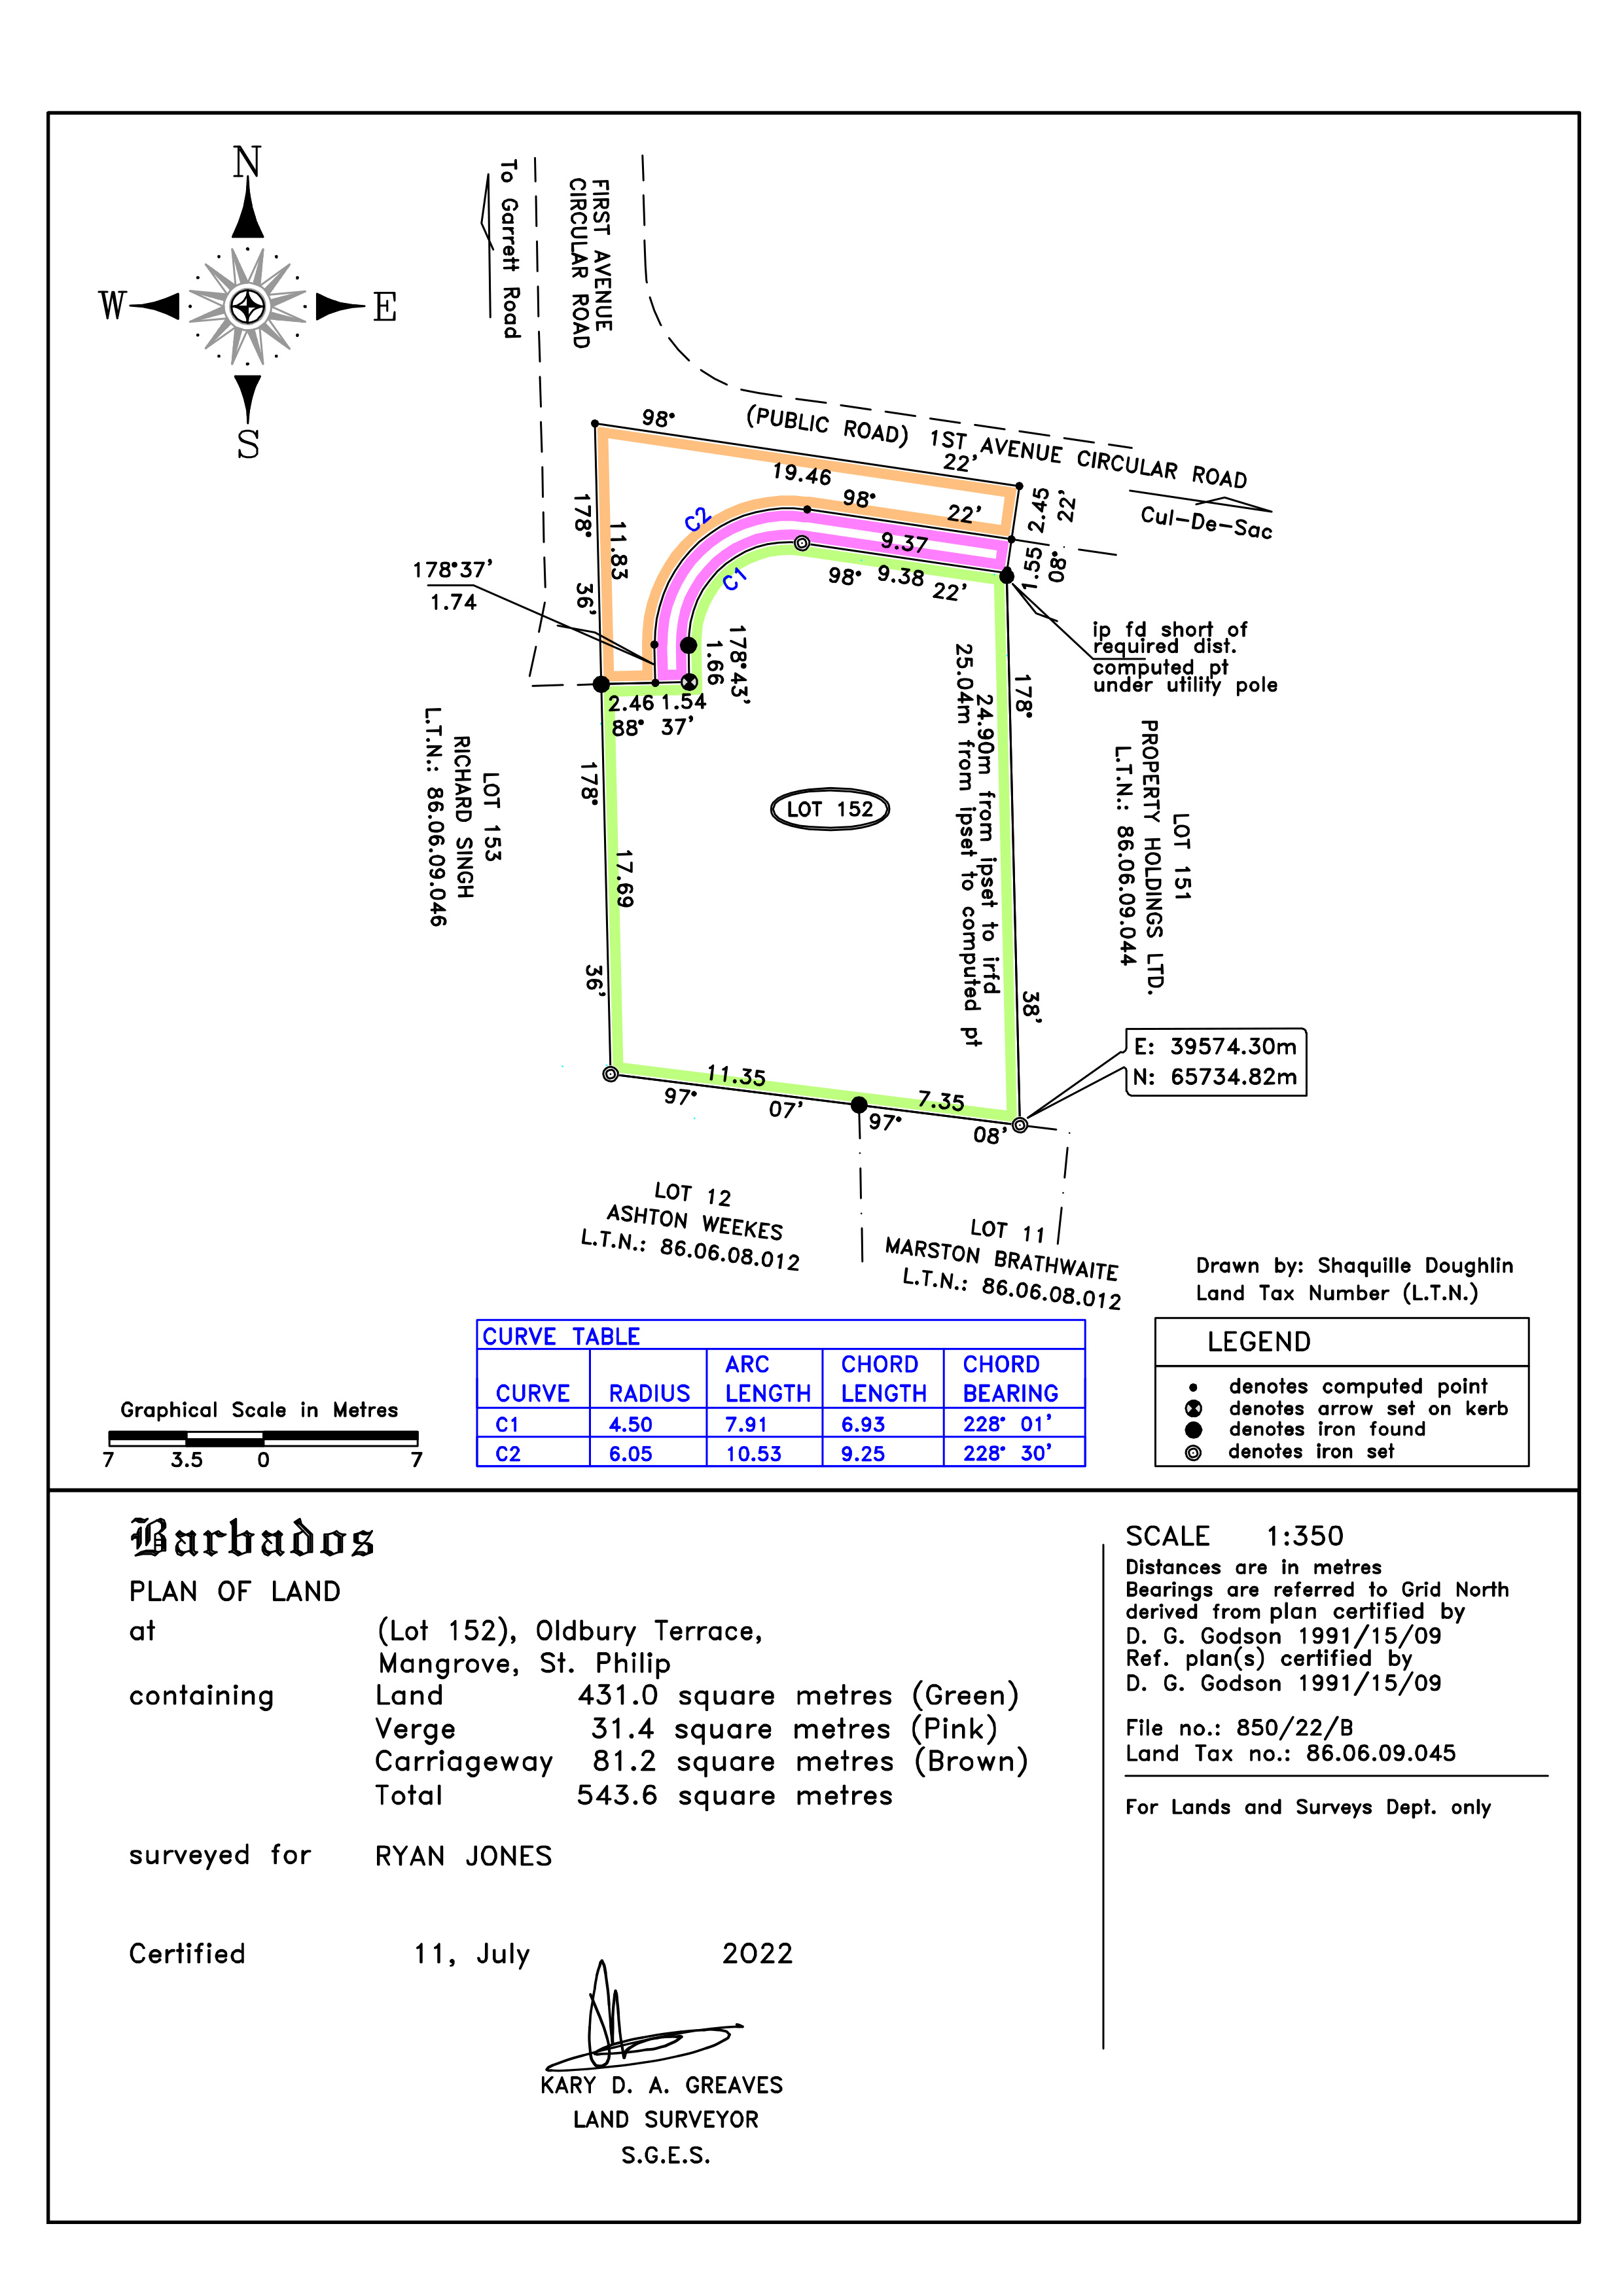 N
W
E
S
To Garrett Road
FIRST AVENUE
CIRCULAR ROAD
(PUBLIC ROAD) 1ST AVENUE CIRCULAR ROAD
Cul-De-Sac
98°
22'
19.46
2.45
22'
1.55
08°
98°
22'
9.37
98°
9.38
22'
C2
C1
178°
11.83
36'
178°37'
1.74
178°43'
1.66
2.46
1.54
88°
37'
ip fd short of
required dist.
computed pt
under utility pole
178°
17.69
36'
178°
38'
24.90m from ipset to irfd
25.04m from ipset to computed pt
LOT 152
LOT 153
RICHARD SINGH
L.T.N.: 86.06.09.046
LOT 151
PROPERTY HOLDINGS LTD.
L.T.N.: 86.06.09.044
E: 39574.30m
N: 65734.82m
11.35
97°
07'
7.35
97°
08'
LOT 12
ASHTON WEEKES
L.T.N.: 86.06.08.012
LOT 11
MARSTON BRATHWAITE
L.T.N.: 86.06.08.012
Drawn by: Shaquille Doughlin
Land Tax Number (L.T.N.)
LEGEND
denotes computed point
denotes arrow set on kerb
denotes iron found
denotes iron set
CURVE TABLE
CURVE RADIUS ARC LENGTH CHORD LENGTH CHORD BEARING
C1 4.50 7.91 6.93 228° 01'
C2 6.05 10.53 9.25 228° 30'
Graphical Scale in Metres
7 3.5 0 7
Barbados
PLAN OF LAND
at (Lot 152), Oldbury Terrace,
Mangrove, St. Philip
containing Land 431.0 square metres (Green)
Verge 31.4 square metres (Pink)
Carriageway 81.2 square metres (Brown)
Total 543.6 square metres
surveyed for RYAN JONES
Certified 11, July 2022
KARY D. A. GREAVES
LAND SURVEYOR
S.G.E.S.
SCALE 1:350
Distances are in metres
Bearings are referred to Grid North
derived from plan certified by
D. G. Godson 1991/15/09
Ref. plan(s) certified by
D. G. Godson 1991/15/09
File no.: 850/22/B
Land Tax no.: 86.06.09.045
For Lands and Surveys Dept. only